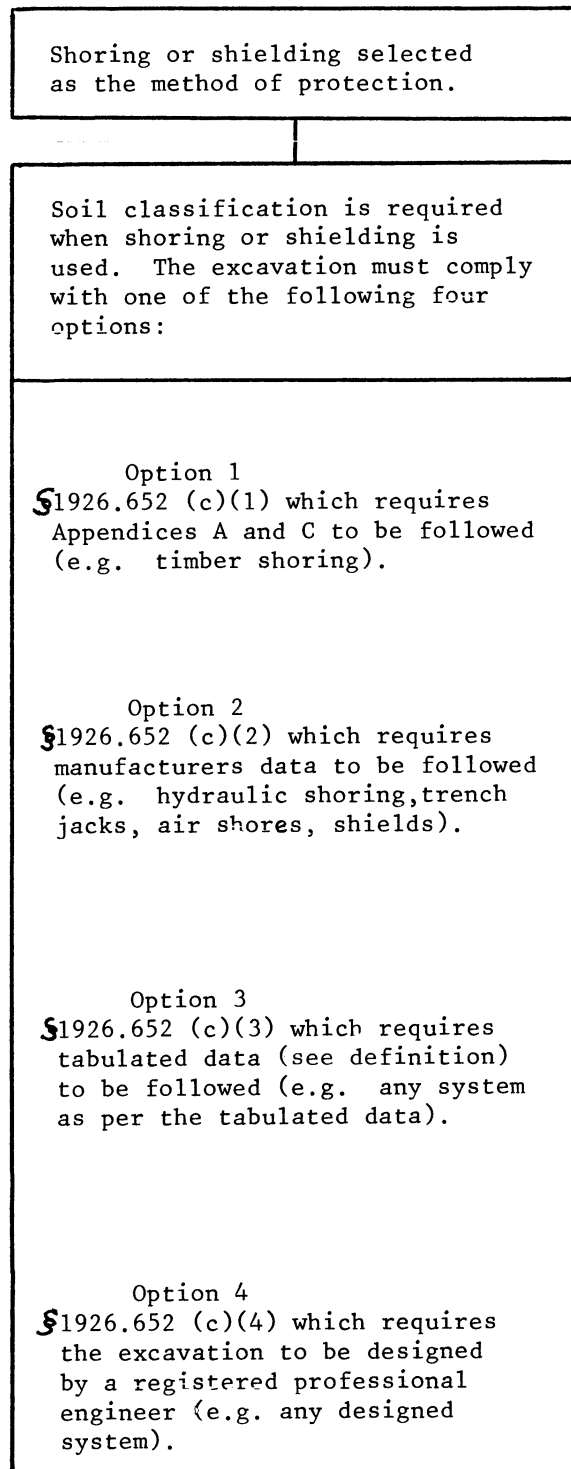 Shoring or shielding selected
as the method of protection.
Soil classification is required
when shoring or shielding is
used. The excavation must comply
with one of the following four
options:
Option 1
§1926.652 (c)(1) which requires
Appendices A and C to be followed
(e.g. timber shoring).
Option 2
§1926.652 (c)(2) which requires
manufacturers data to be followed
(e.g. hydraulic shoring,trench
jacks, air shores, shields).
Option 3
§1926.652 (c)(3) which requires
tabulated data (see definition)
to be followed (e.g. any system
as per the tabulated data).
Option 4
§1926.652 (c)(4) which requires
the excavation to be designed
by a registered professional
engineer (e.g. any designed
system).